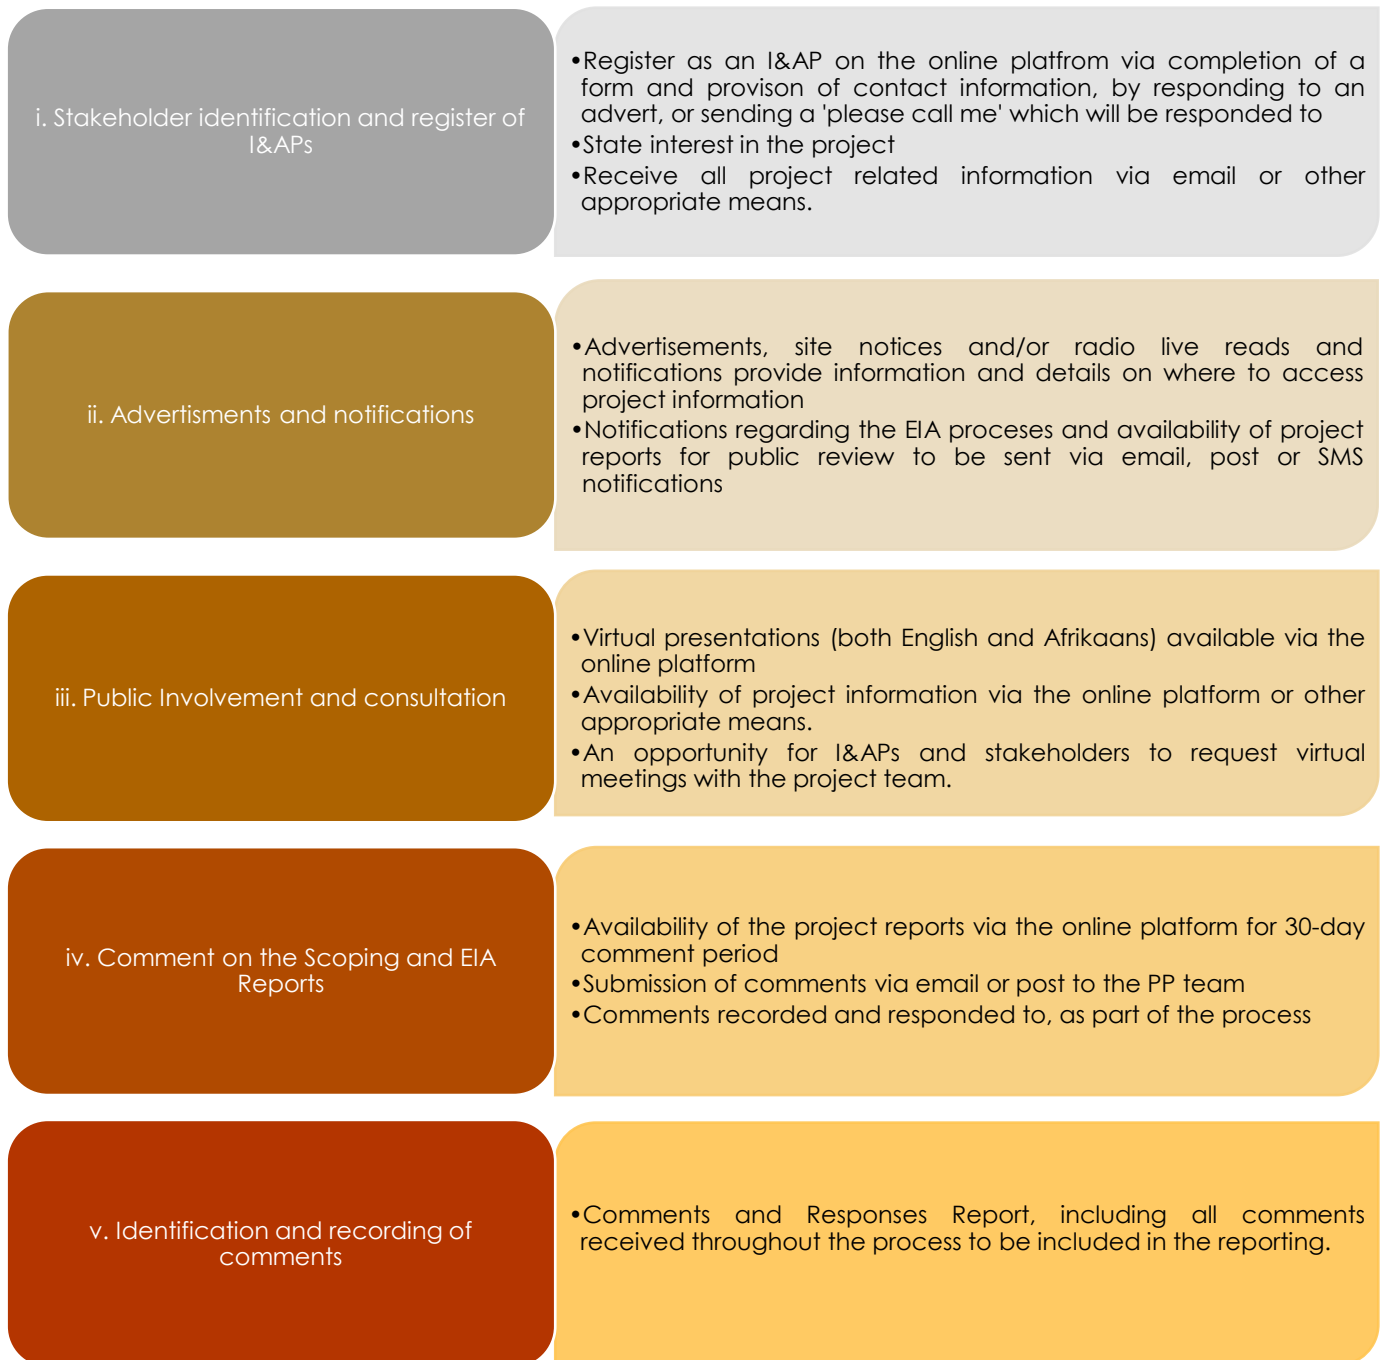 i. Stakeholder identification and register of
I&APs
•Register as an I&AP on the online platfrom via completion of a
form and provison of contact information, by responding to an
advert, or sending a 'please call me' which will be responded to
•State interest in the project
•Receive all project related information via email or other
appropriate means.
ii. Advertisments and notifications
•Advertisements, site notices and/or radio live reads and
notifications provide information and details on where to access
project information
•Notifications regarding the EIA proceses and availability of project
reports for public review to be sent via email, post or SMS
notifications
iii. Public Involvement and consultation
•Virtual presentations (both English and Afrikaans) available via the
online platform
•Availability of project information via the online platform or other
appropriate means.
•An opportunity for I&APs and stakeholders to request virtual
meetings with the project team.
iv. Comment on the Scoping and EIA
Reports
•Availability of the project reports via the online platform for 30-day
comment period
•Submission of comments via email or post to the PP team
•Comments recorded and responded to, as part of the process
v. Identification and recording of
comments
•Comments and Responses Report, including all comments
received throughout the process to be included in the reporting.